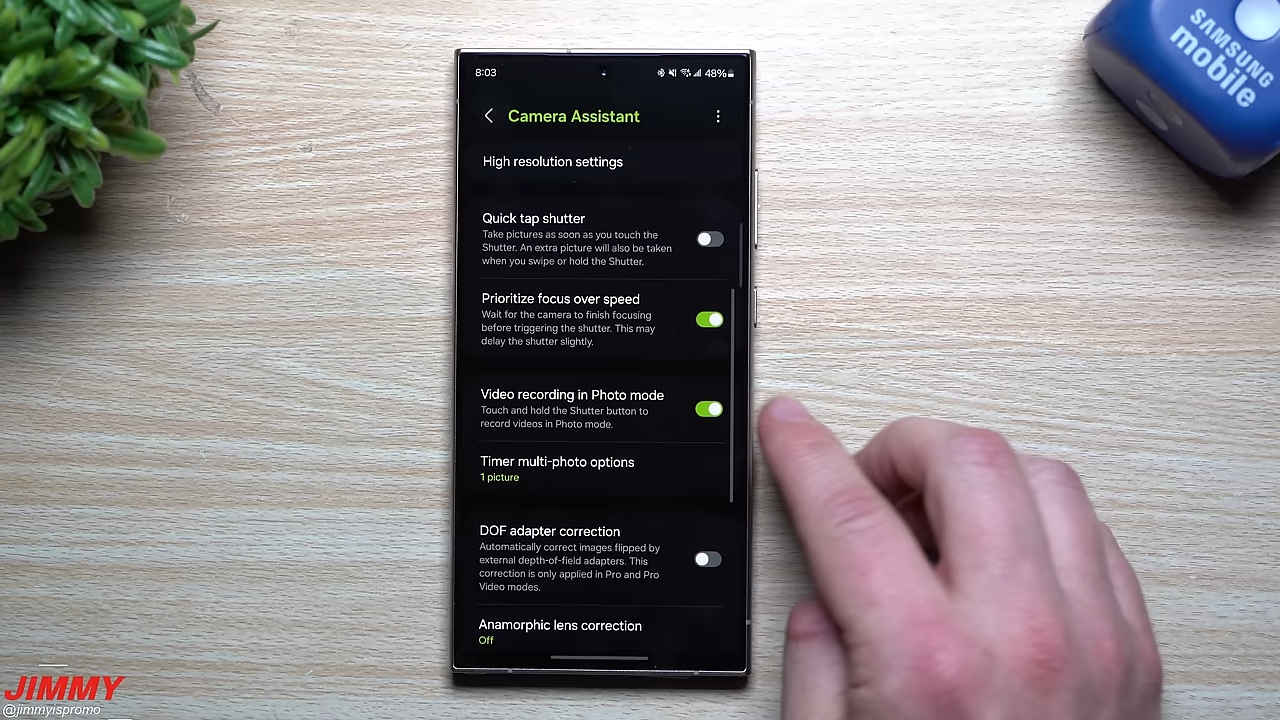 8:03
48%
Camera Assistant
High resolution settings
Quick tap shutter
Take pictures as soon as you touch the
Shutter. An extra picture will also be taken
when you swipe or hold the Shutter.
Prioritize focus over speed
Wait for the camera to finish focusing
before triggering the shutter. This may
delay the shutter slightly.
Video recording in Photo mode
Touch and hold the Shutter button to
record videos in Photo mode.
Timer multi-photo options
1 picture
DOF adapter correction
Automatically correct images flipped by
external depth-of-field adapters. This
correction is only applied in Pro and Pro
Video modes.
Anamorphic lens correction
Off
SAMSUNG
mobile
JIMMY
@jimmyispromo